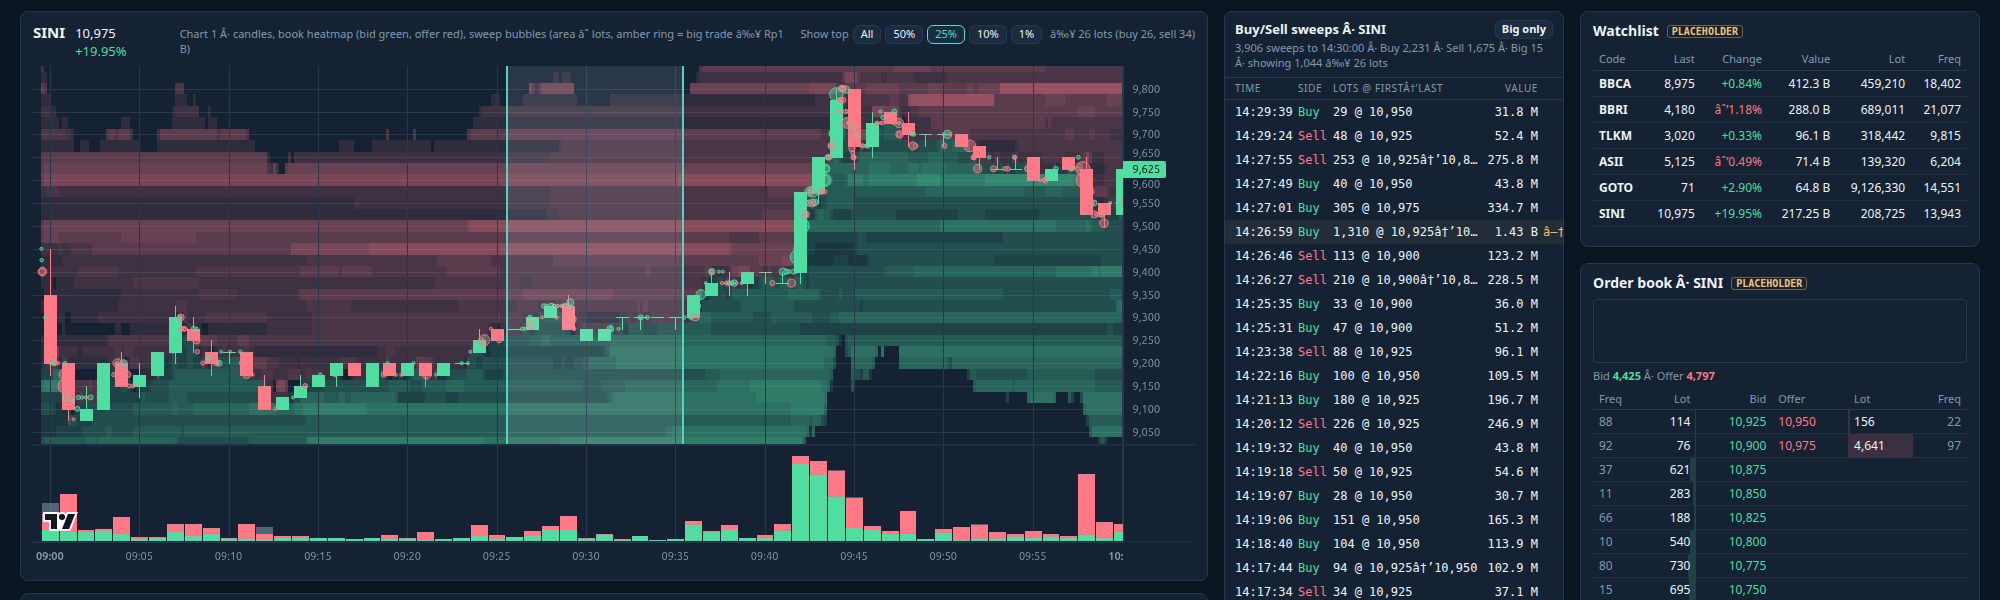 SINI 10,975
+19.95%
Chart 1 Â· candles, book heatmap (bid green, offer red), sweep bubbles (area âˆ lots, amber ring = big trade â‰¥ Rp1
B)
Show top All 50% 25% 10% 1% â‰¥ 26 lots (buy 26, sell 34)
9,800
9,750
9,700
9,650
9,625
9,600
9,550
9,500
9,450
9,400
9,350
9,300
9,250
9,200
9,150
9,100
9,050
09:00 09:05 09:10 09:15 09:20 09:25 09:30 09:35 09:40 09:45 09:50 09:55 10:
Buy/Sell sweeps Â· SINI Big only
3,906 sweeps to 14:30:00 Â· Buy 2,231 Â· Sell 1,675 Â· Big 15
Â· showing 1,044 â‰¥ 26 lots
TIME SIDE LOTS @ FIRSTÂ†'LAST VALUE
14:29:39 Buy 29 @ 10,950 31.8 M
14:29:24 Sell 48 @ 10,925 52.4 M
14:27:55 Sell 253 @ 10,925â†’10,8… 275.8 M
14:27:49 Buy 40 @ 10,950 43.8 M
14:27:01 Buy 305 @ 10,975 334.7 M
14:26:59 Buy 1,310 @ 10,925â†’10… 1.43 B â—†
14:26:46 Sell 113 @ 10,900 123.2 M
14:26:27 Sell 210 @ 10,900â†’10,8… 228.5 M
14:25:35 Buy 33 @ 10,900 36.0 M
14:25:31 Buy 47 @ 10,900 51.2 M
14:23:38 Sell 88 @ 10,925 96.1 M
14:22:16 Buy 100 @ 10,950 109.5 M
14:21:13 Buy 180 @ 10,925 196.7 M
14:20:12 Sell 226 @ 10,925 246.9 M
14:19:32 Buy 40 @ 10,950 43.8 M
14:19:18 Sell 50 @ 10,925 54.6 M
14:19:07 Buy 28 @ 10,950 30.7 M
14:19:06 Buy 151 @ 10,950 165.3 M
14:18:40 Buy 104 @ 10,950 113.9 M
14:17:44 Buy 94 @ 10,925â†’10,950 102.9 M
14:17:34 Sell 34 @ 10,925 37.1 M
Watchlist PLACEHOLDER
Code Last Change Value Lot Freq
BBCA 8,975 +0.84% 412.3 B 459,210 18,402
BBRI 4,180 âˆ’1.18% 288.0 B 689,011 21,077
TLKM 3,020 +0.33% 96.1 B 318,442 9,815
ASII 5,125 âˆ’0.49% 71.4 B 139,320 6,204
GOTO 71 +2.90% 64.8 B 9,126,330 14,551
SINI 10,975 +19.95% 217.25 B 208,725 13,943
Order book Â· SINI PLACEHOLDER
Bid 4,425 Â· Offer 4,797
Freq Lot Bid Offer Lot Freq
88 114 10,925 10,950 156 22
92 76 10,900 10,975 4,641 97
37 621 10,875
11 283 10,850
66 188 10,825
10 540 10,800
80 730 10,775
15 695 10,750